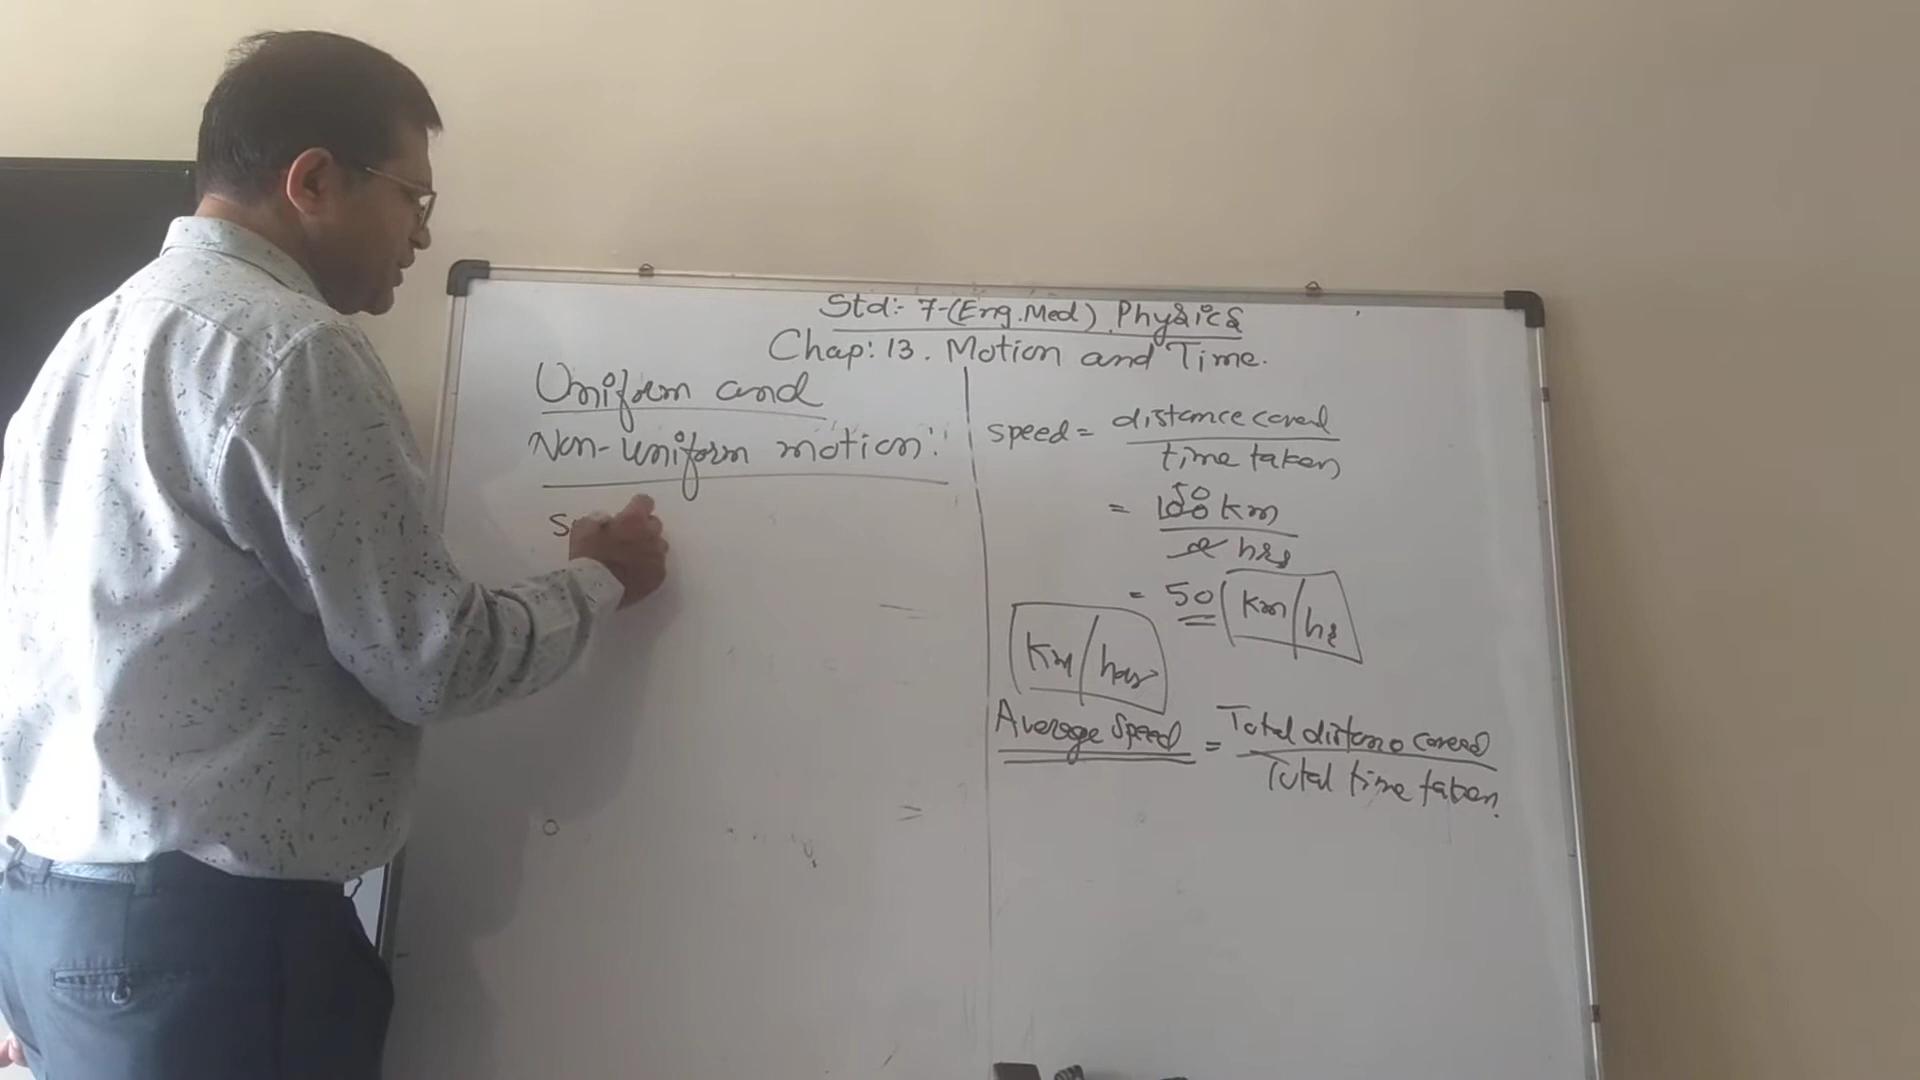 Std:- 7-(Eng.Med) Physics
Chap: 13. Motion and Time.
Uniform and
Non-uniform motion:
S
speed = distance covered
time taken
= 100 km 50
2 hrs
= 50 km/hr
km/hour
Average Speed = Total distance covered
Total time taken.